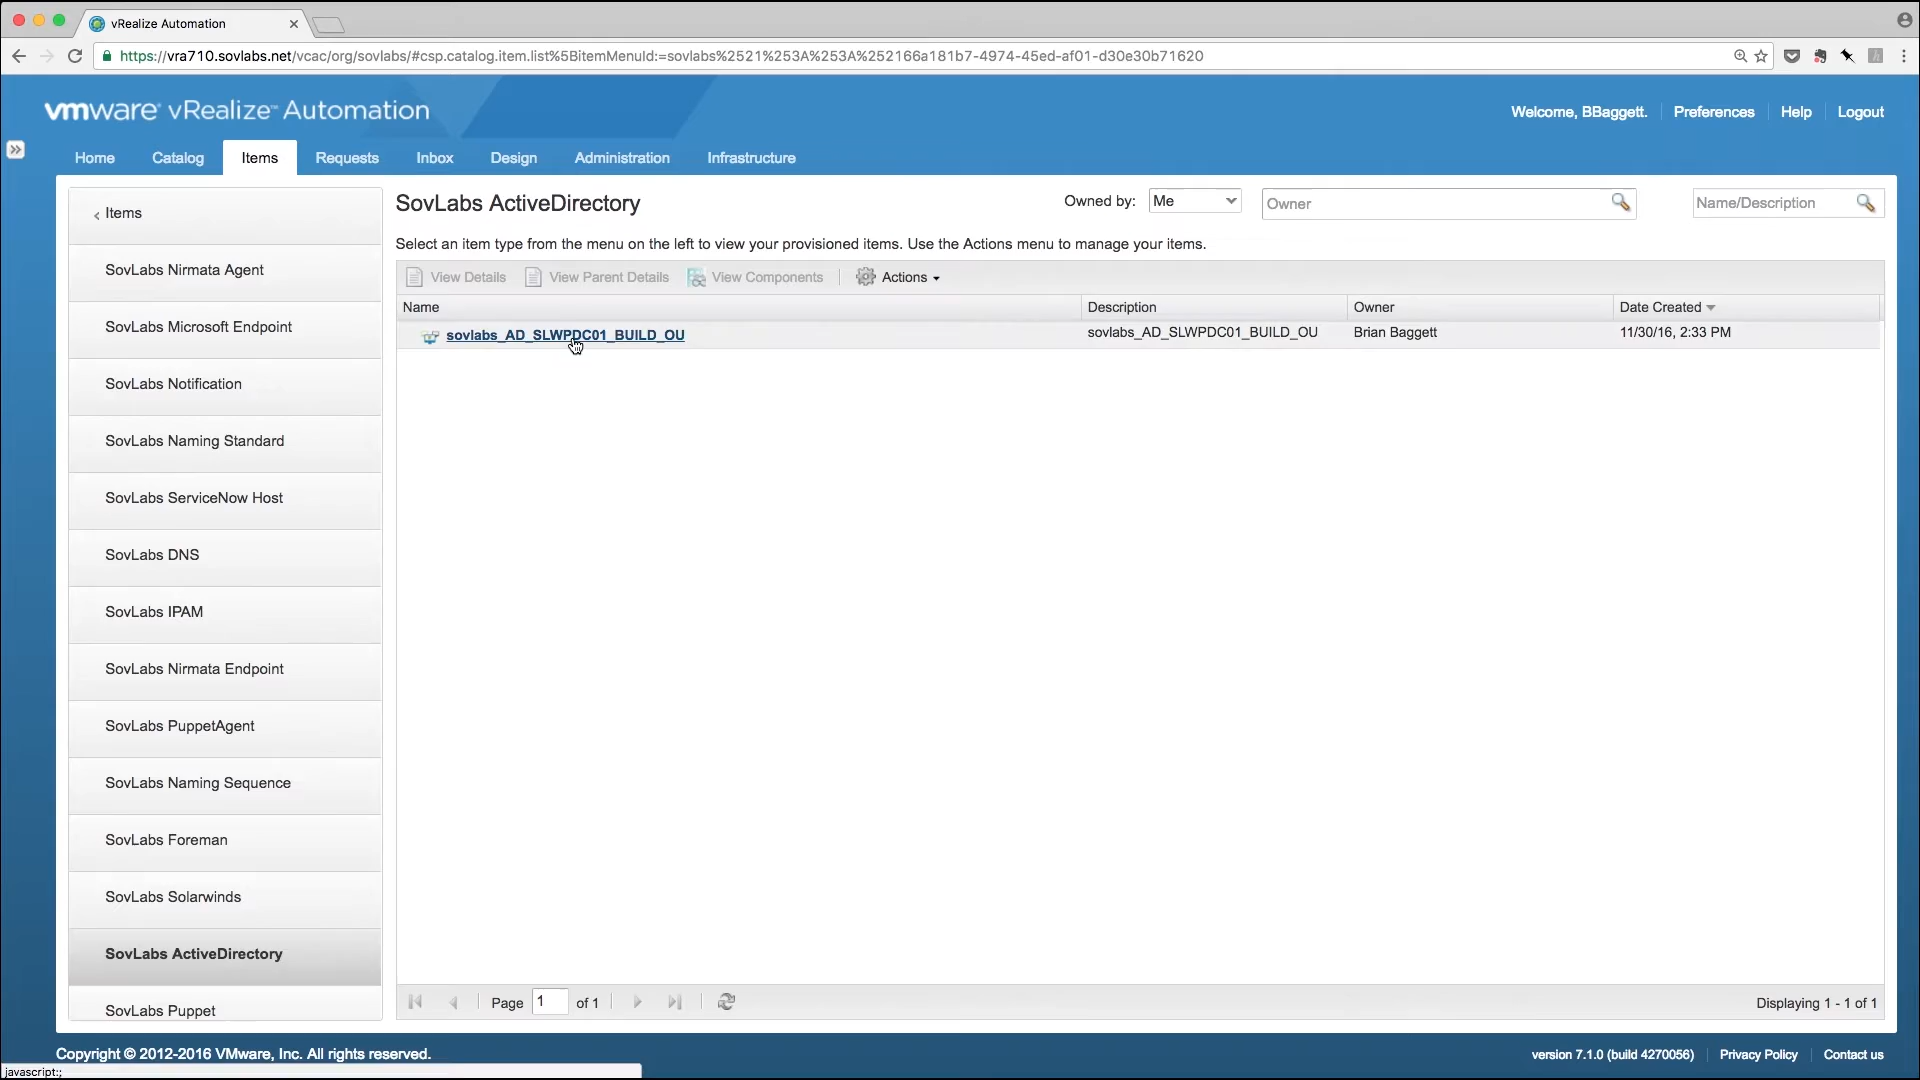 vRealize Automation
https://vra710.sovlabs.net/vcac/org/sovlabs/#csp.catalog.item.list%5BitemMenuId:=sovlabs%2521%253A%253A%252166a181b7-4974-45ed-af01-d30e30b71620
vmware vRealize™ Automation
Welcome, BBaggett. Preferences Help Logout
Home Catalog Items Requests Inbox Design Administration Infrastructure
‹ Items
SovLabs Nirmata Agent
SovLabs Microsoft Endpoint
SovLabs Notification
SovLabs Naming Standard
SovLabs ServiceNow Host
SovLabs DNS
SovLabs IPAM
SovLabs Nirmata Endpoint
SovLabs PuppetAgent
SovLabs Naming Sequence
SovLabs Foreman
SovLabs Solarwinds
SovLabs ActiveDirectory
SovLabs Puppet
SovLabs ActiveDirectory
Owned by: Me Owner Name/Description
Select an item type from the menu on the left to view your provisioned items. Use the Actions menu to manage your items.
View Details View Parent Details View Components Actions
Name Description Owner Date Created
sovlabs_AD_SLWPDC01_BUILD_OU sovlabs_AD_SLWPDC01_BUILD_OU Brian Baggett 11/30/16, 2:33 PM
Page 1 of 1 Displaying 1 - 1 of 1
Copyright © 2012-2016 VMware, Inc. All rights reserved.
version 7.1.0 (build 4270056) Privacy Policy Contact us
javascript:;